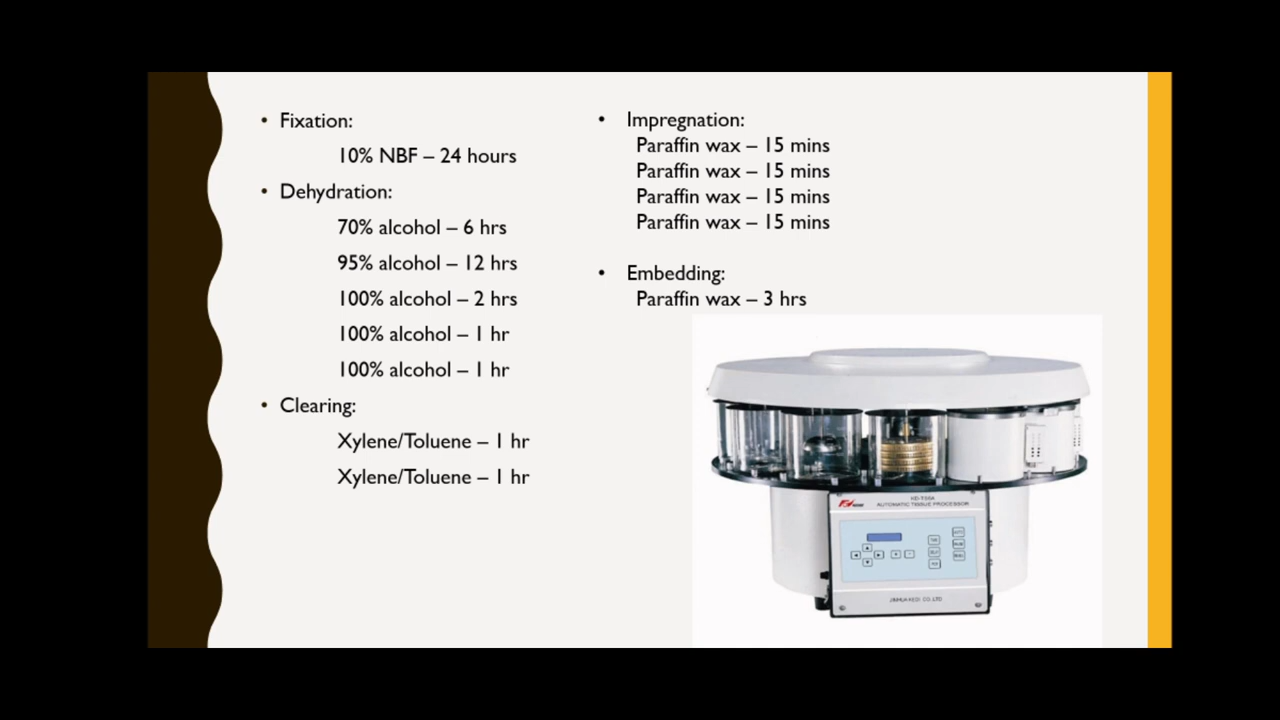 • Fixation:
10% NBF – 24 hours
• Dehydration:
70% alcohol – 6 hrs
95% alcohol – 12 hrs
100% alcohol – 2 hrs
100% alcohol – 1 hr
100% alcohol – 1 hr
• Clearing:
Xylene/Toluene – 1 hr
Xylene/Toluene – 1 hr
• Impregnation:
Paraffin wax – 15 mins
Paraffin wax – 15 mins
Paraffin wax – 15 mins
Paraffin wax – 15 mins
• Embedding:
Paraffin wax – 3 hrs
AUTOMATIC TISSUE PROCESSOR
CO. LTD